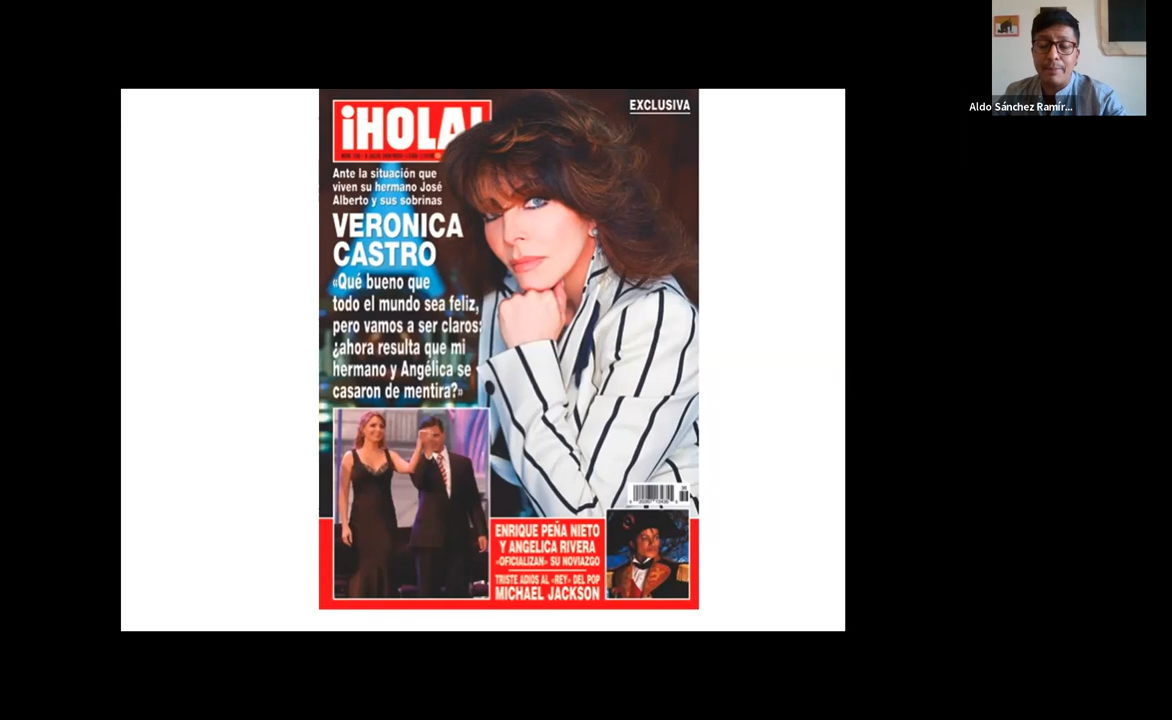 ¡HOLA!
EXCLUSIVA
Ante la situación que
viven su hermano José
Alberto y sus sobrinas
VERONICA
CASTRO
«Qué bueno que
todo el mundo sea feliz,
pero vamos a ser claros:
¿ahora resulta que mi
hermano y Angélica se
casaron de mentira?»
ENRIQUE PEÑA NIETO
Y ANGELICA RIVERA
«OFICIALIZAN» SU NOVIAZGO
TRISTE ADIOS AL «REY» DEL POP
MICHAEL JACKSON
Aldo Sánchez Ramír...